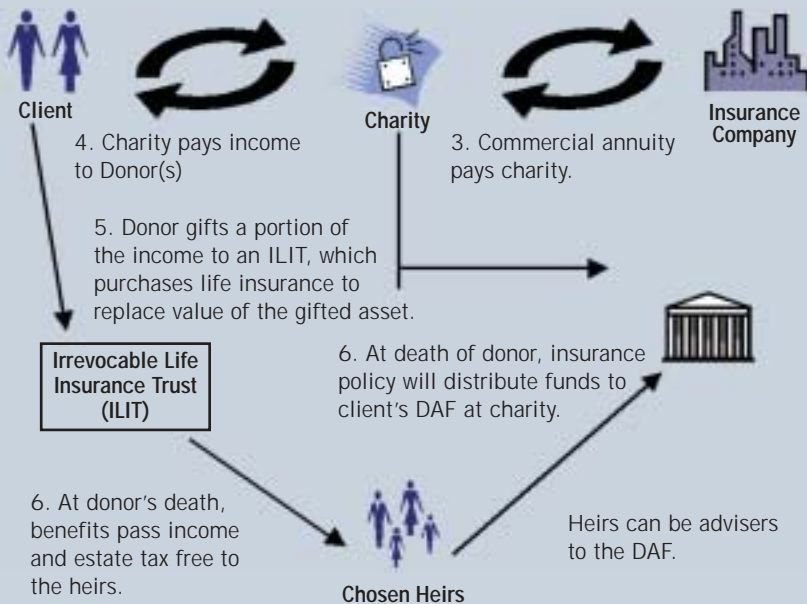 Client
Charity
Insurance
Company
4. Charity pays income
to Donor(s)
3. Commercial annuity
pays charity.
5. Donor gifts a portion of
the income to an ILIT, which
purchases life insurance to
replace value of the gifted asset.
Irrevocable Life
Insurance Trust
(ILIT)
6. At death of donor, insurance
policy will distribute funds to
client's DAF at charity.
6. At donor's death,
benefits pass income
and estate tax free to
the heirs.
Chosen Heirs
Heirs can be advisers
to the DAF.